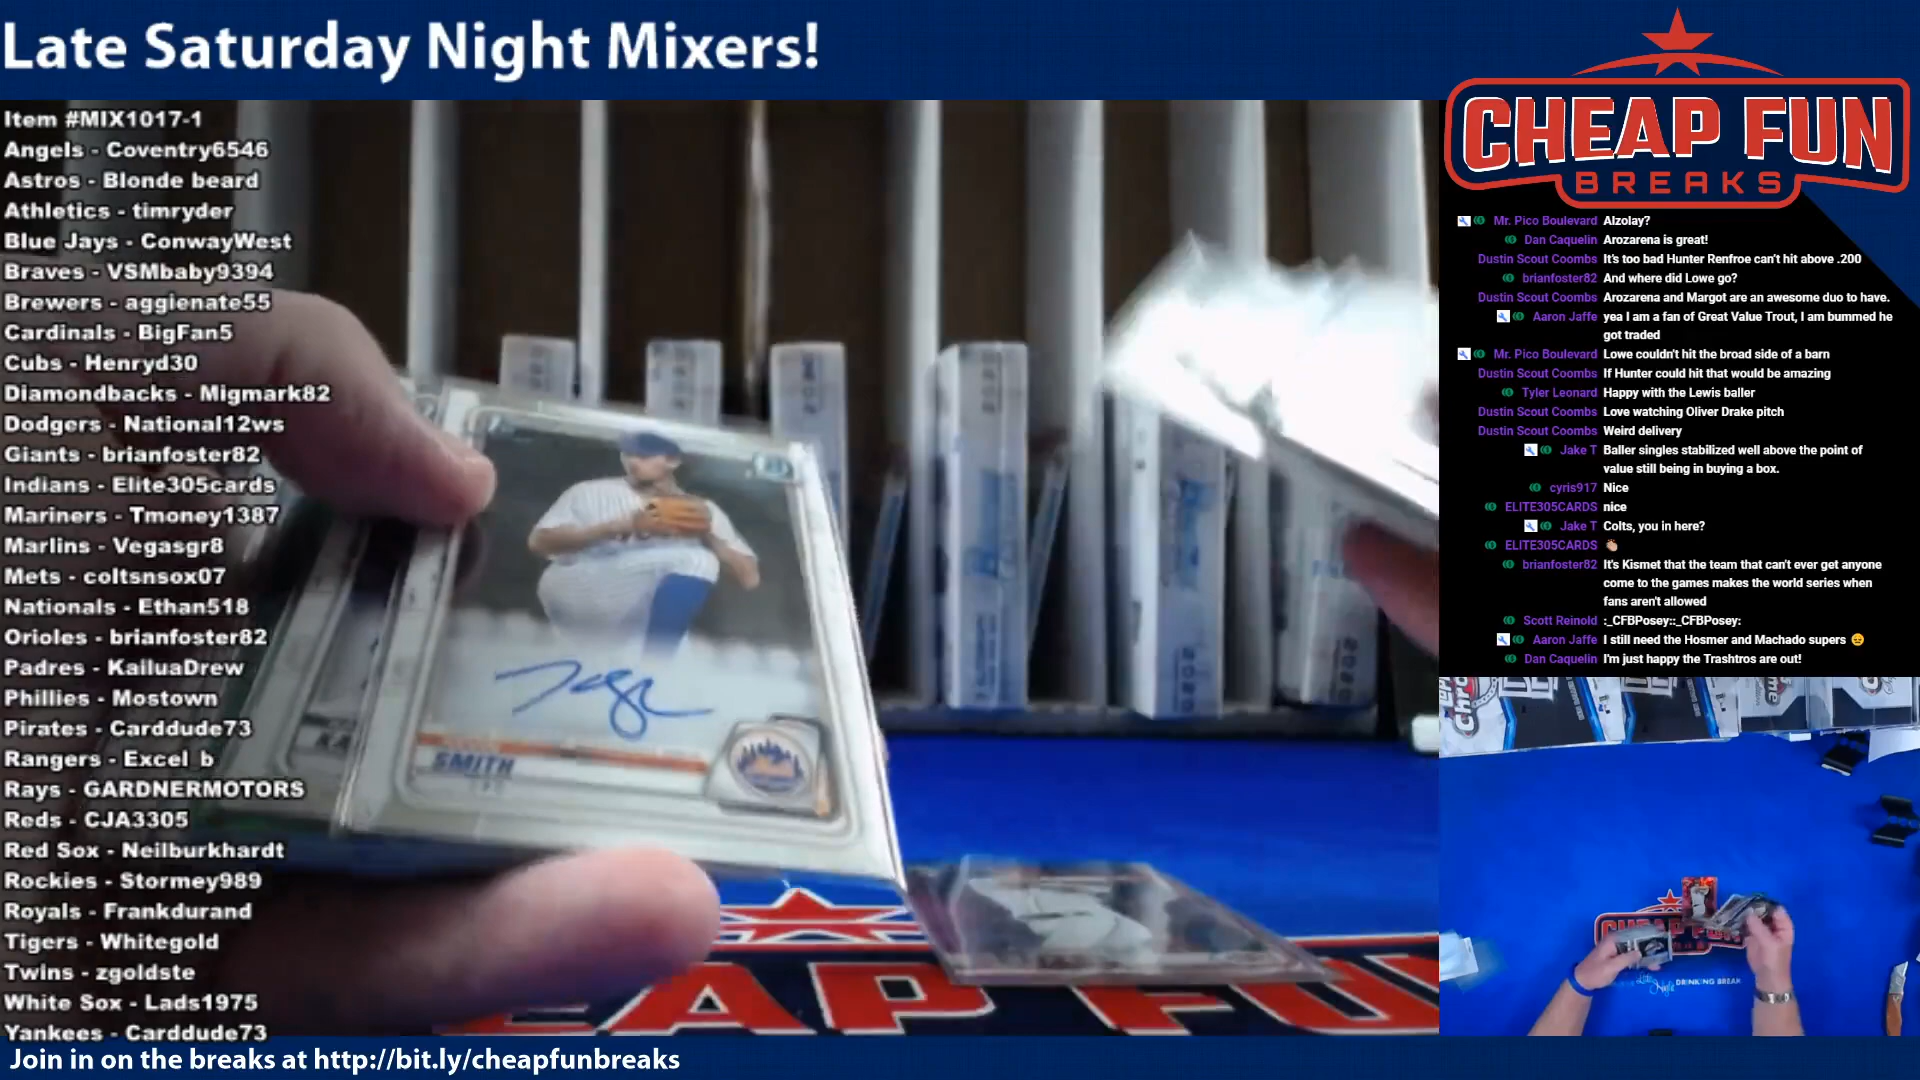 Late Saturday Night Mixers!
CHEAP FUN
BREAKS
Item #MIX1017-1
Angels - Coventry6546
Astros - Blonde beard
Athletics - timryder
Blue Jays - ConwayWest
Braves - VSMbaby9394
Brewers - aggienate55
Cardinals - BigFan5
Cubs - Henryd30
Diamondbacks - Migmark82
Dodgers - National12ws
Giants - brianfoster82
Indians - Elite305cards
Mariners - Tmoney1387
Marlins - Vegasgr8
Mets - coltsnsox07
Nationals - Ethan518
Orioles - brianfoster82
Padres - KailuaDrew
Phillies - Mostown
Pirates - Carddude73
Rangers - Excel b
Rays - GARDNERMOTORS
Reds - CJA3305
Red Sox - Neilburkhardt
Rockies - Stormey989
Royals - Frankdurand
Tigers - Whitegold
Twins - zgoldste
White Sox - Lads1975
Yankees - Carddude73
SMITH
EAP FU
Mr. Pico Boulevard Alzolay?
Dan Caquelin Arozarena is great!
Dustin Scout Coombs It's too bad Hunter Renfroe can't hit above .200
brianfoster82 And where did Lowe go?
Dustin Scout Coombs Arozarena and Margot are an awesome duo to have.
Aaron Jaffe yea I am a fan of Great Value Trout, I am bummed he
got traded
Mr. Pico Boulevard Lowe couldn't hit the broad side of a barn
Dustin Scout Coombs If Hunter could hit that would be amazing
Tyler Leonard Happy with the Lewis baller
Dustin Scout Coombs Love watching Oliver Drake pitch
Dustin Scout Coombs Weird delivery
Jake T Baller singles stabilized well above the point of
value still being in buying a box.
cyris917 Nice
ELITE305CARDS nice
Jake T Colts, you in here?
ELITE305CARDS
brianfoster82 It's Kismet that the team that can't ever get anyone
come to the games makes the world series when
fans aren't allowed
Scott Reinold :_CFBPosey::_CFBPosey:
Aaron Jaffe I still need the Hosmer and Machado supers
Dan Caquelin I'm just happy the Trashtros are out!
CHEAP FUN
DRINKING BREAK
Join in on the breaks at http://bit.ly/cheapfunbreaks